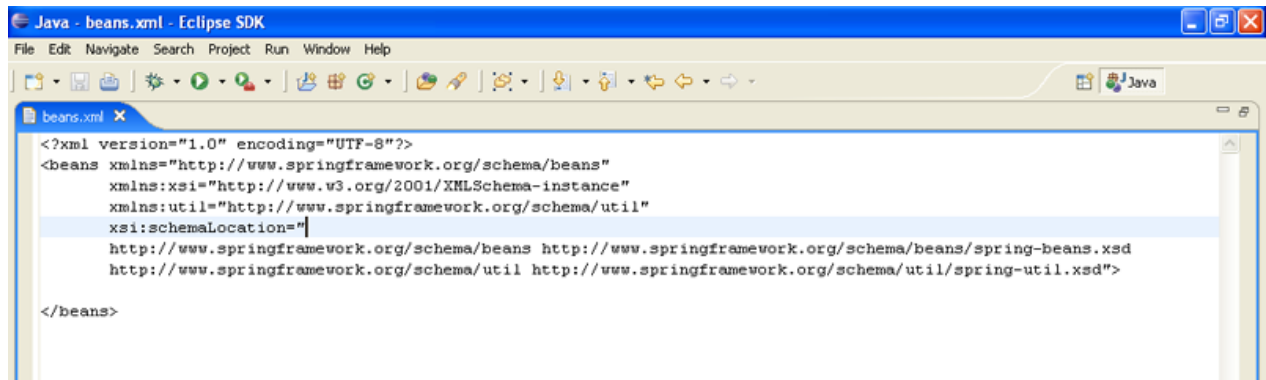 Java - beans.xml - Eclipse SDK
File Edit Navigate Search Project Run Window Help
Java
beans.xml
<?xml version="1.0" encoding="UTF-8"?>
<beans xmlns="http://www.springframework.org/schema/beans"
xmlns:xsi="http://www.w3.org/2001/XMLSchema-instance"
xmlns:util="http://www.springframework.org/schema/util"
xsi:schemaLocation="
http://www.springframework.org/schema/beans http://www.springframework.org/schema/beans/spring-beans.xsd
http://www.springframework.org/schema/util http://www.springframework.org/schema/util/spring-util.xsd">
</beans>